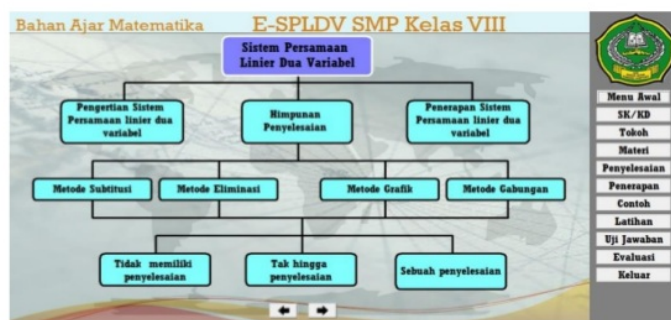 Bahan Ajar Matematika
E-SPLDV SMP Kelas VIII
Sistem Persamaan
Linier Dua Variabel
Pengertian Sistem
Persamaan linier dua
variabel
Himpunan
Penyelesaian
Penerapan Sistem
Persamaan linier dua
variabel
Metode Subtitusi
Metode Eliminasi
Metode Grafik
Metode Gabungan
Tidak memiliki
penyelesaian
Tak hingga
penyelesaian
Sebuah penyelesaian
Menu Awal
SK/KD
Tokoh
Materi
Penyelesaian
Penerapan
Contoh
Latihan
Uji Jawaban
Evaluasi
Keluar